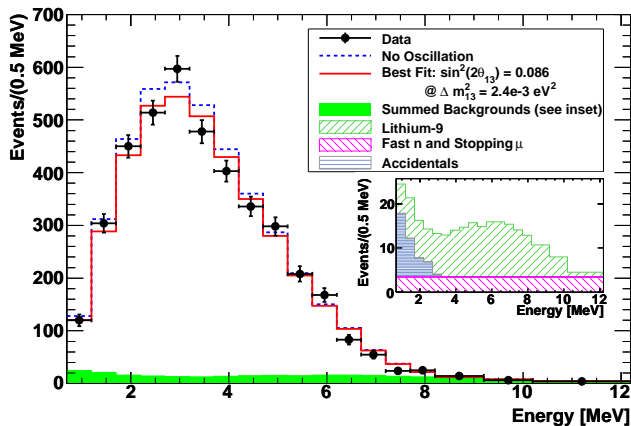 700
600
500
400
300
200
100
0
Events/(0.5 MeV)
Data
No Oscillation
Best Fit: sin²(2θ₁₃) = 0.086
@ Δ m²₁₃ = 2.4e-3 eV²
Summed Backgrounds (see inset)
Lithium-9
Fast n and Stopping μ
Accidentals
Events/(0.5 MeV)
20
10
0
2 4 6 8 10 12
Energy [MeV]
2 4 6 8 10 12
Energy [MeV]